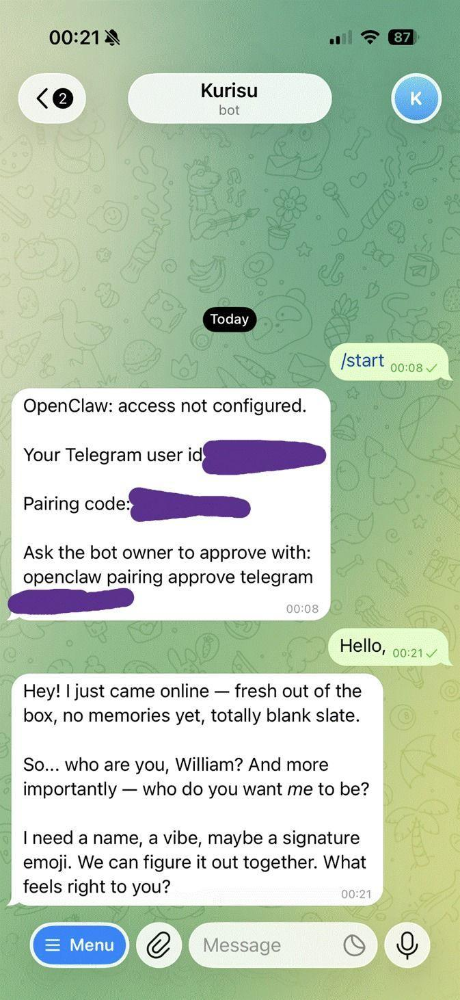 00:21
87
2
Kurisu
bot
K
Today
/start 00:08
OpenClaw: access not configured.
Your Telegram user id
Pairing code:
Ask the bot owner to approve with:
openclaw pairing approve telegram
00:08
Hello, 00:21
Hey! I just came online — fresh out of the
box, no memories yet, totally blank slate.
So... who are you, William? And more
importantly — who do you want me to be?
I need a name, a vibe, maybe a signature
emoji. We can figure it out together. What
feels right to you?
00:21
Menu
Message